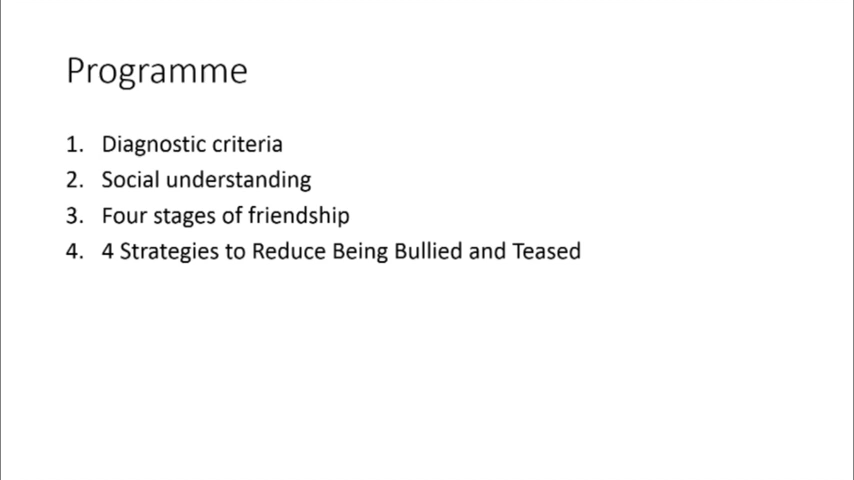 Programme
1. Diagnostic criteria
2. Social understanding
3. Four stages of friendship
4. 4 Strategies to Reduce Being Bullied and Teased